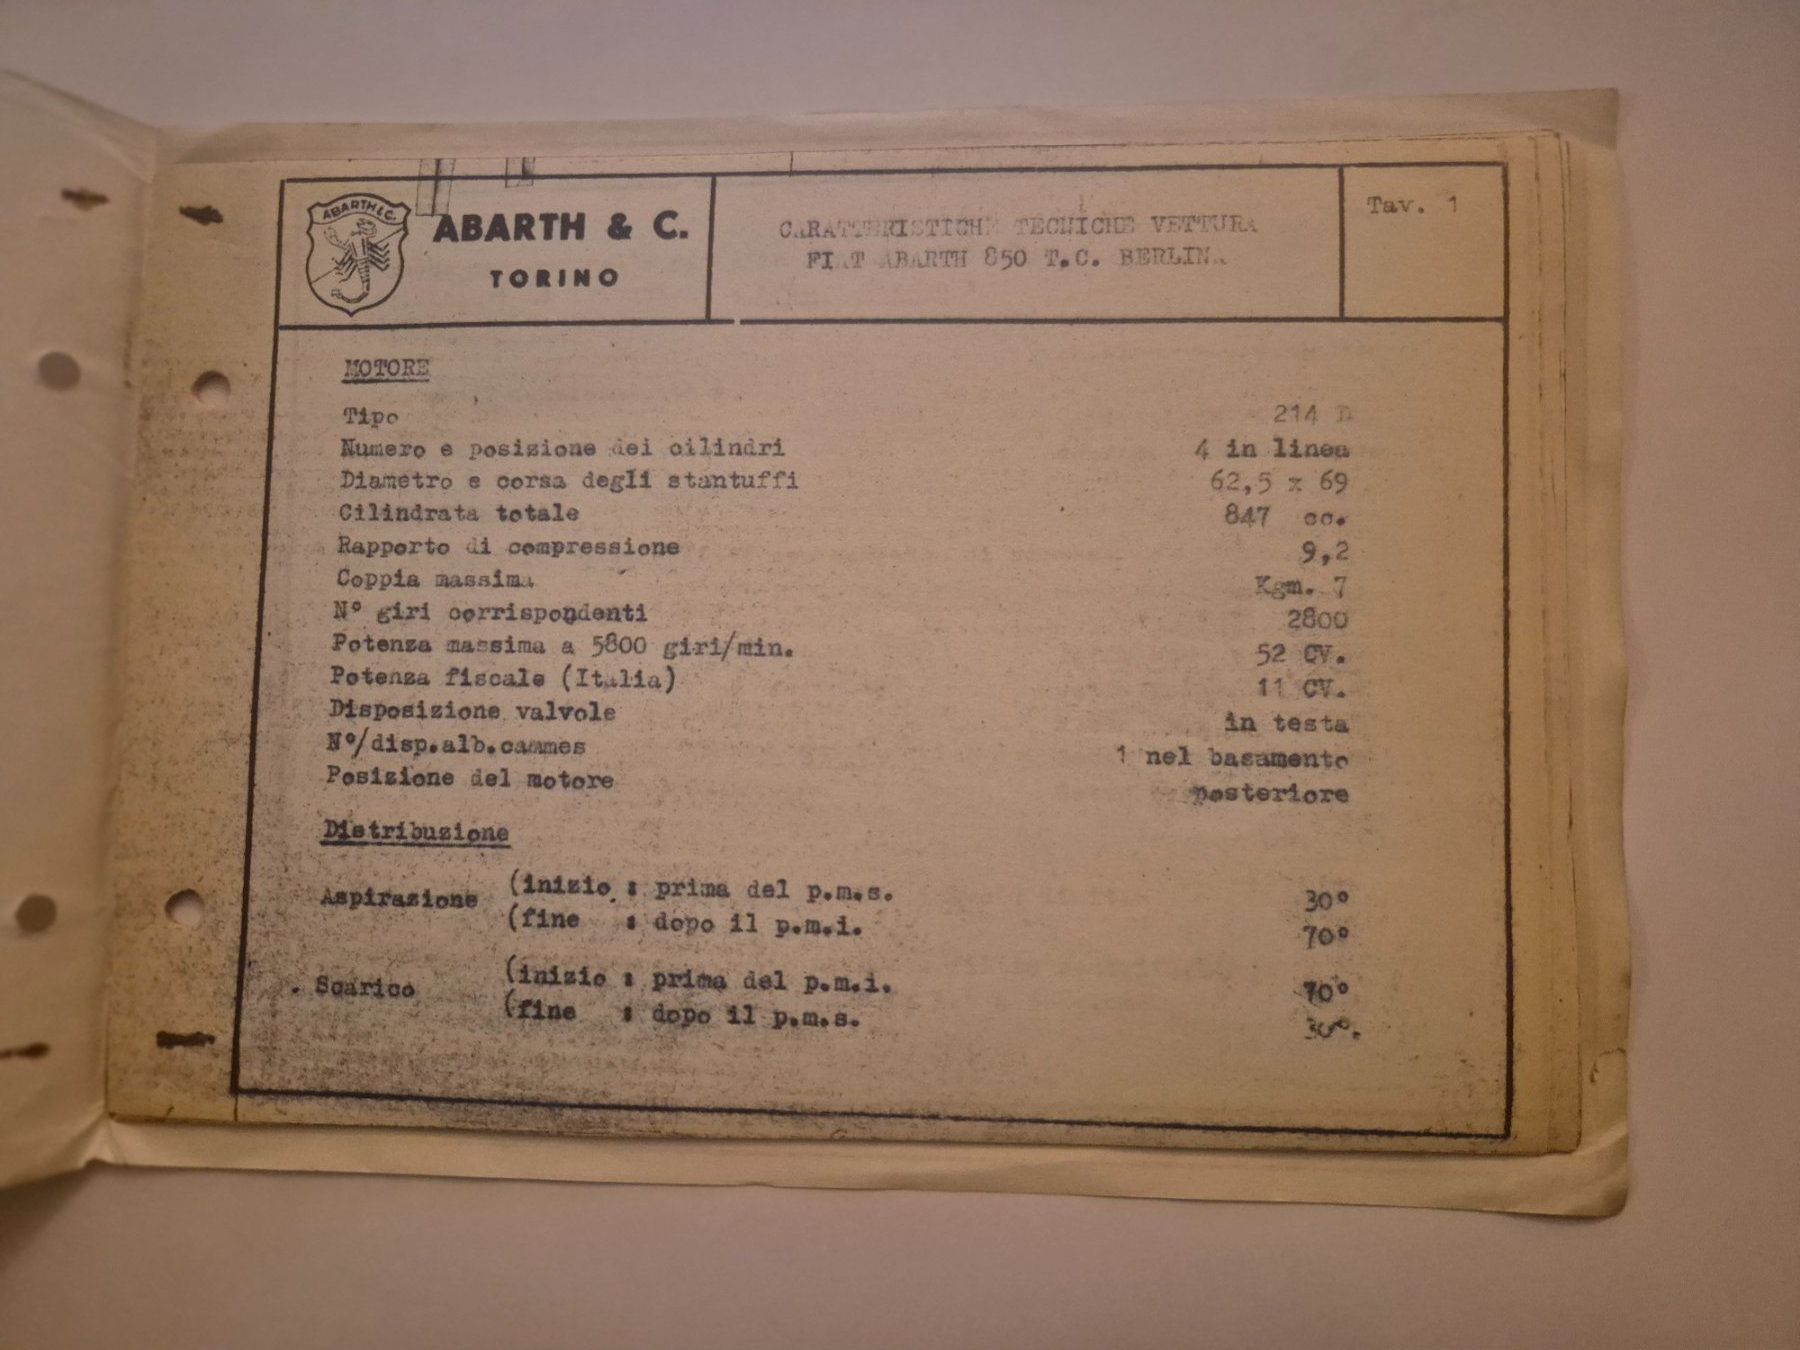 ABARTH & C.
ABARTH & C.
TORINO
CARATTERISTICHE TECNICHE VETTURA
FIAT ABARTH 850 T.C. BERLINA
Tav. 1
MOTORE
Tipo 214
Numero e posizione dei cilindri 4 in linea
Diametro e corsa degli stantuffi 62,5 x 69
Cilindrata totale 847 cc.
Rapporto di compressione 9,2
Coppia massima Kgm. 7
N° giri corrispondenti 2800
Potenza massima a 5800 giri/min. 52 CV.
Potenza fiscale (Italia) 11 CV.
Disposizione valvole in testa
N°/disp.alb.cammes 1 nel basamento
Posizione del motore posteriore
Distribuzione
Aspirazione (inizio : prima del p.m.s. 30°
(fine : dopo il p.m.i. 70°
Scarico (inizio : prima del p.m.i. 70°
(fine : dopo il p.m.s. 30°.